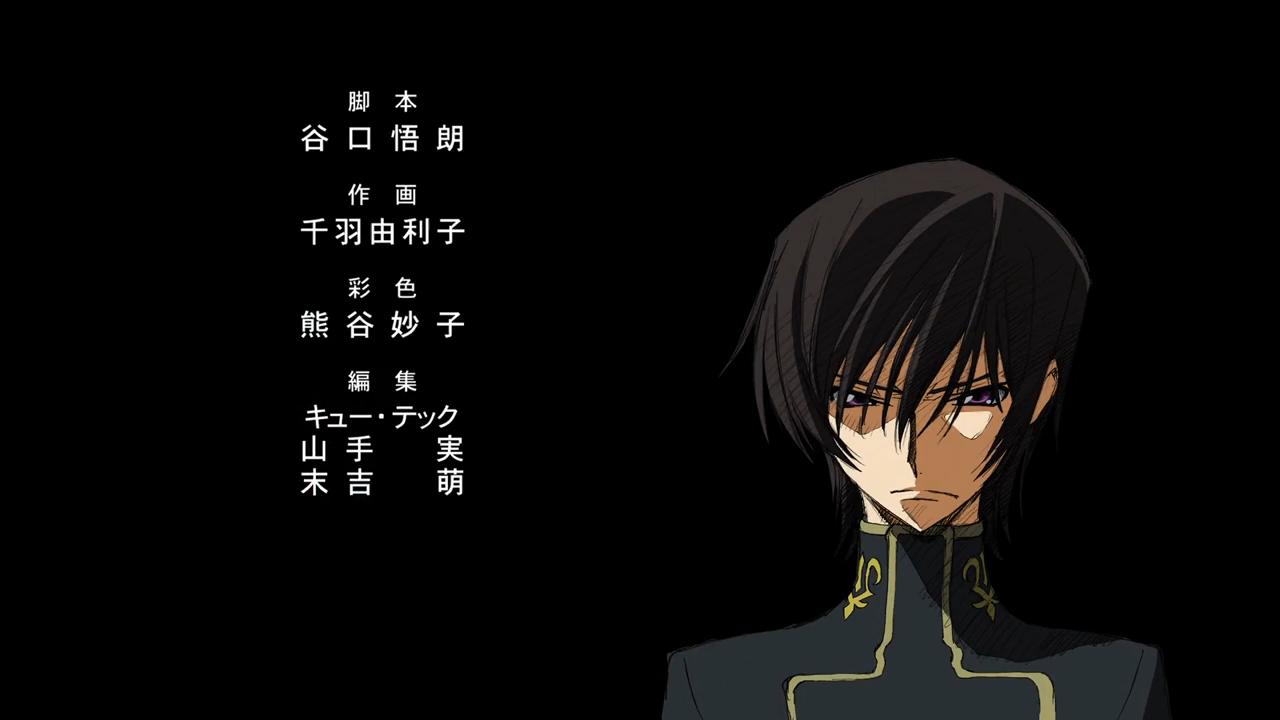 脚本
谷口悟朗
作画
千羽由利子
彩色
熊谷妙子
編集
キュー・テック
山手実
末吉萌